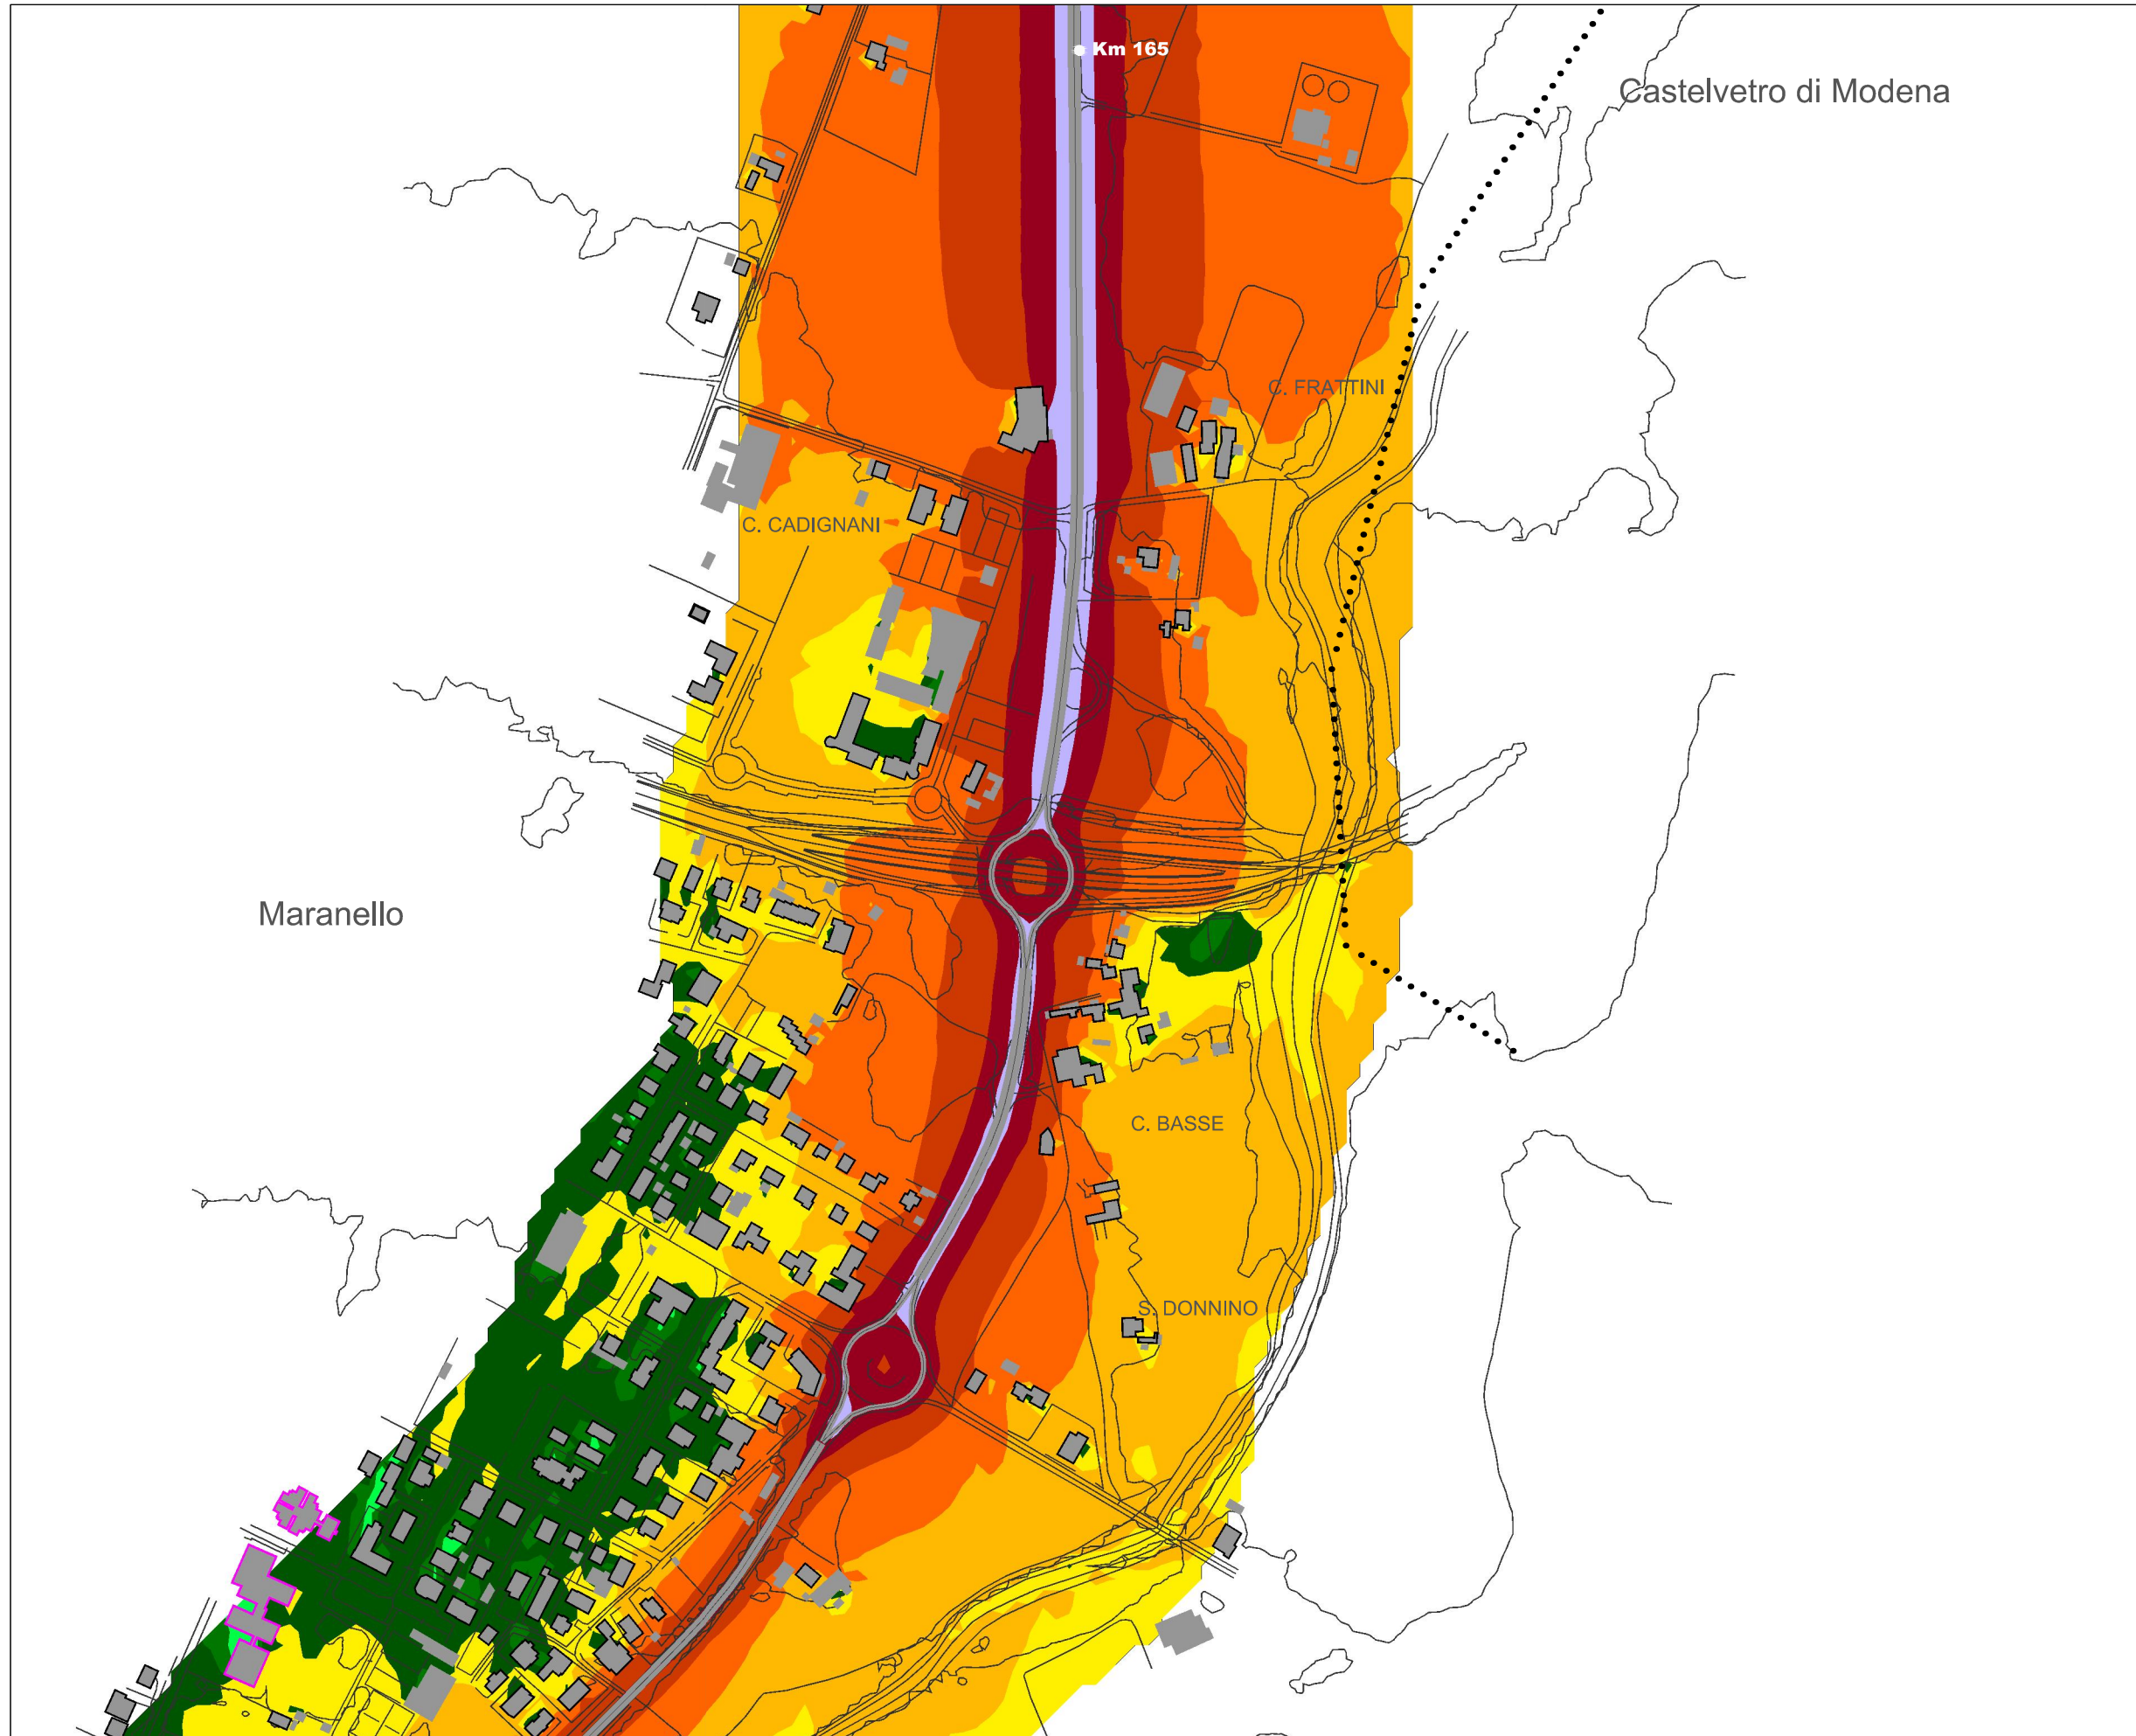 Km 165
Castelvetro di Modena
C. FRATTINI
C. CADIGNANI
Maranello
C. BASSE
S. DONNINO